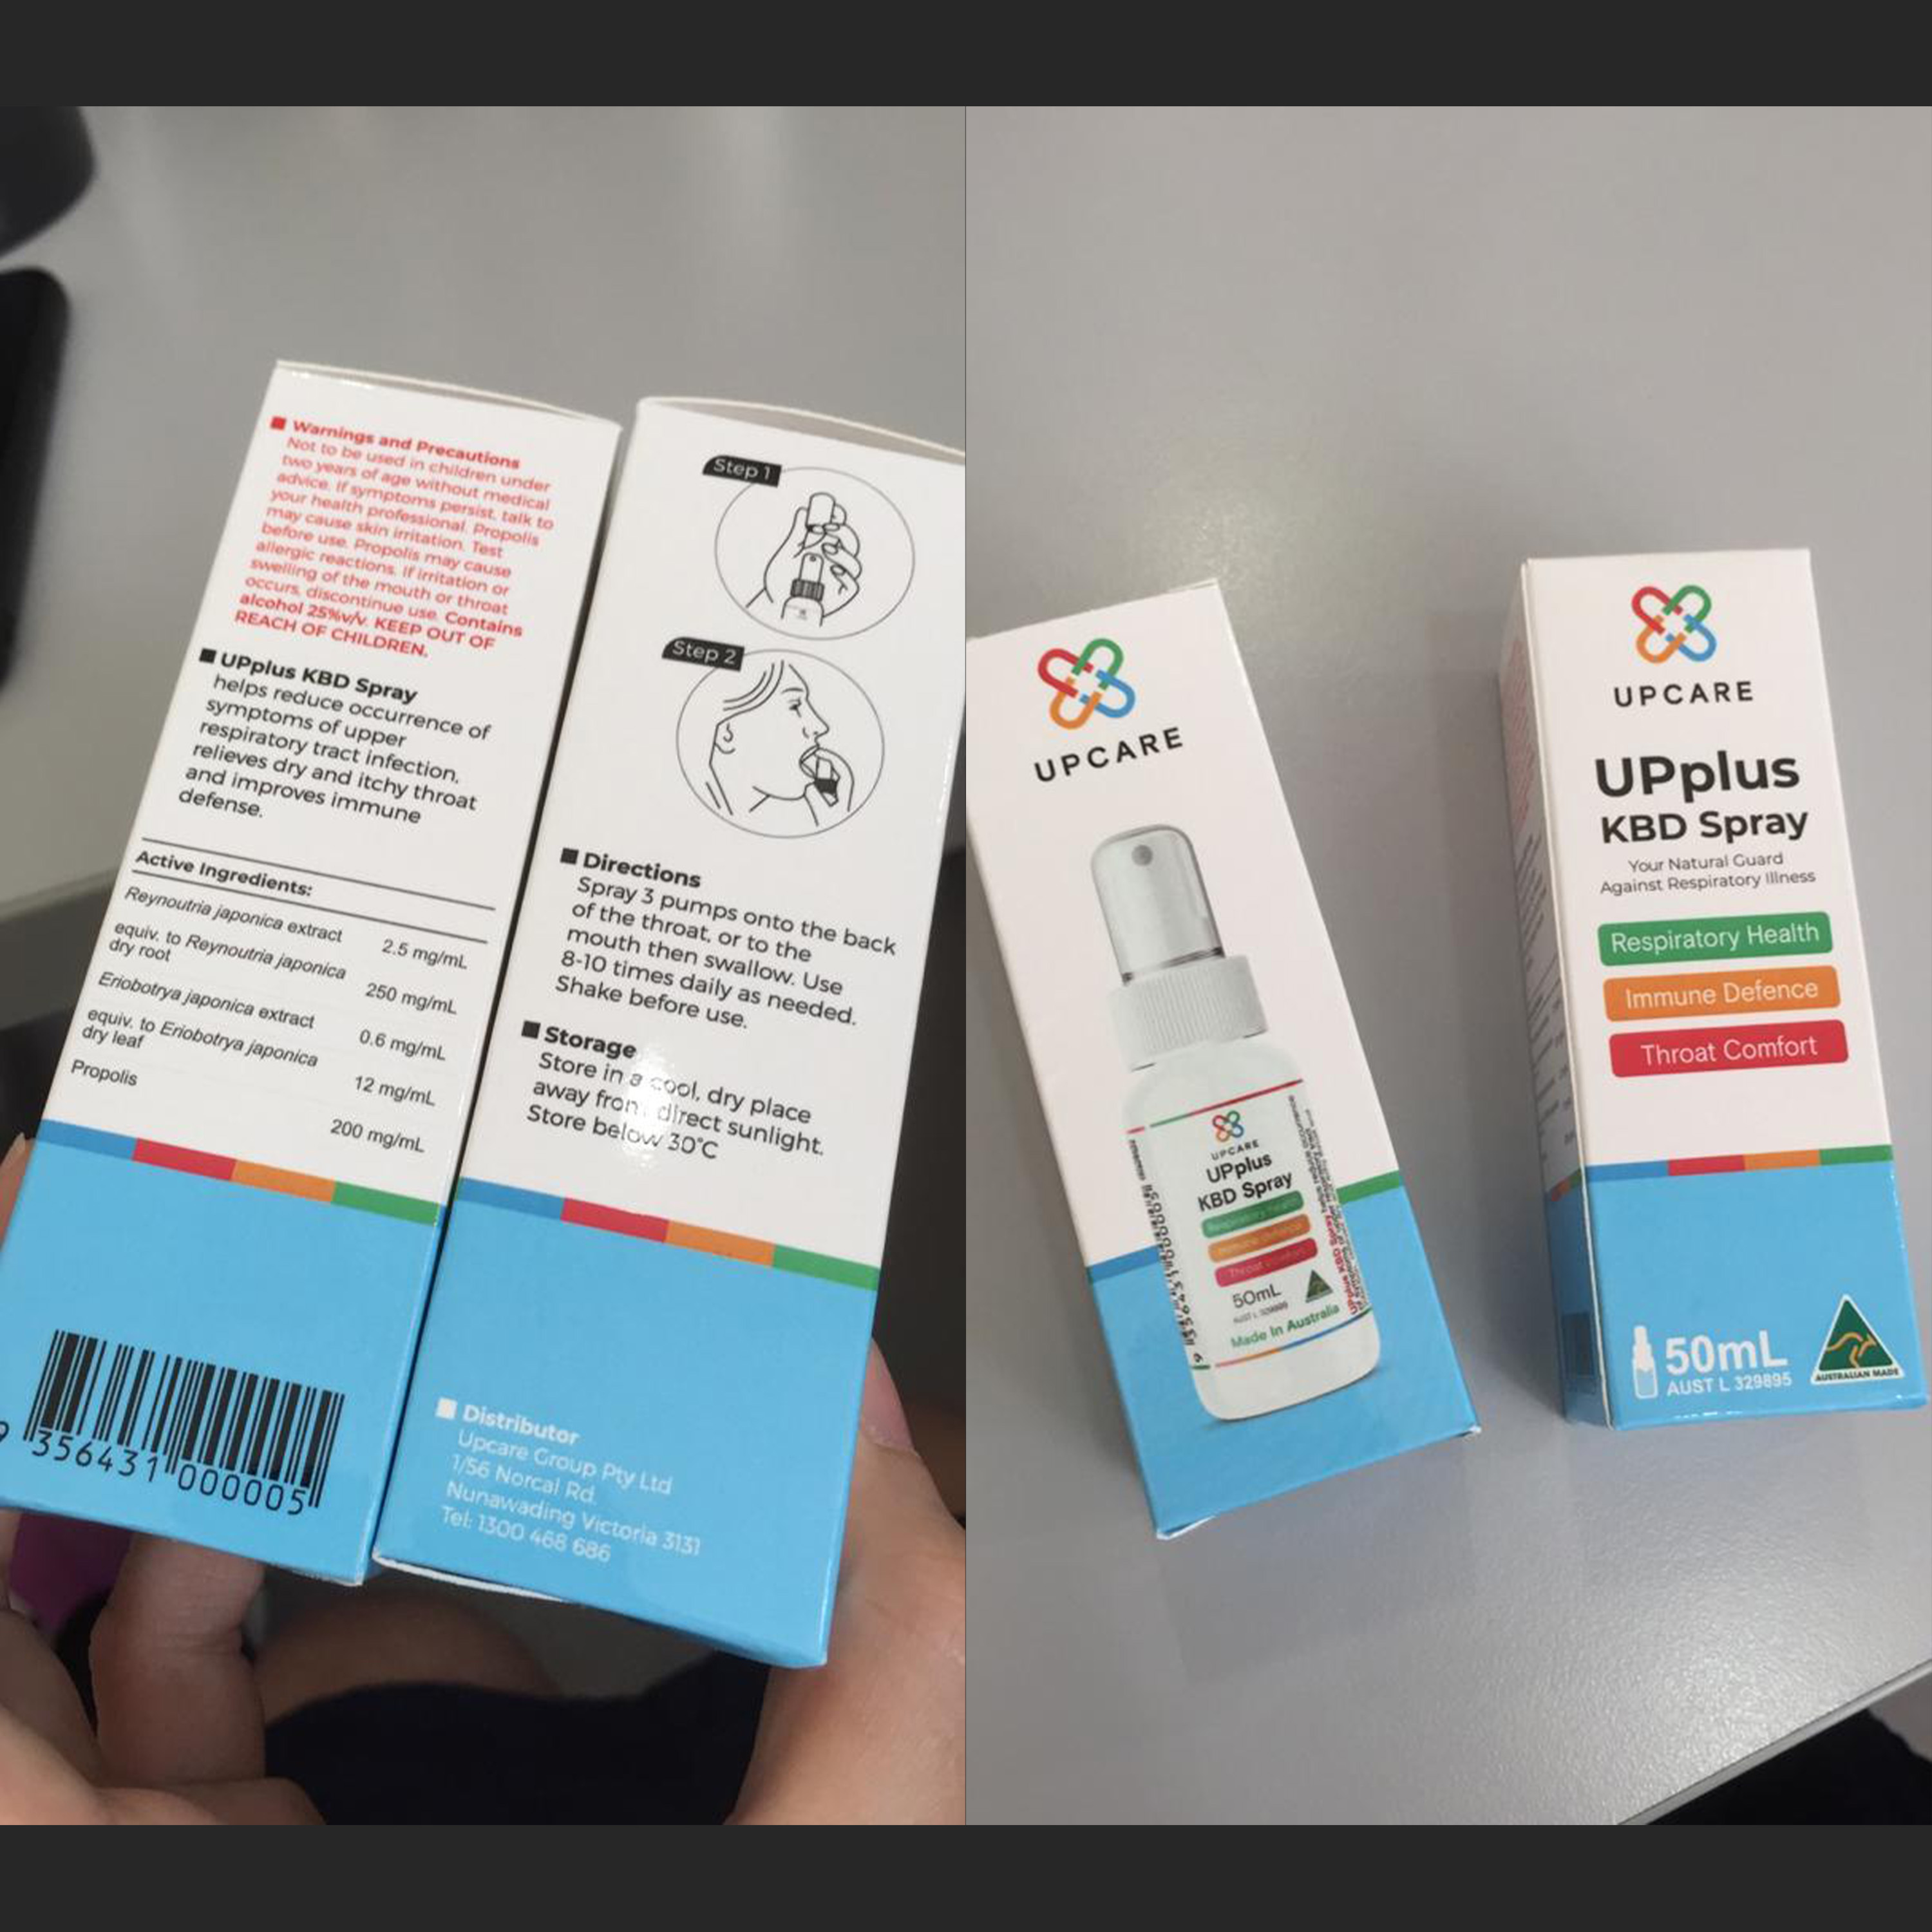 Warnings and Precautions
Not to be used in children under
two years of age without medical
advice. If symptoms persist, talk to
your health professional. Propolis
may cause skin irritation. Test
before use. Propolis may cause
allergic reactions. If irritation or
swelling of the mouth or throat
occurs, discontinue use. Contains
alcohol 25%v/v. KEEP OUT OF
REACH OF CHILDREN.
UPplus KBD Spray
helps reduce occurrence of
symptoms of upper
respiratory tract infection,
relieves dry and itchy throat
and improves immune
defense.
Active Ingredients:
Reynoutria japonica extract 2.5 mg/mL
equiv. to Reynoutria japonica
dry root 250 mg/mL
Eriobotrya japonica extract 0.6 mg/mL
equiv. to Eriobotrya japonica
dry leaf 12 mg/mL
Propolis 200 mg/mL
9 356431 000005
Step 1
Step 2
Directions
Spray 3 pumps onto the back
of the throat, or to the
mouth then swallow. Use
8-10 times daily as needed.
Shake before use.
Storage
Store in a cool, dry place
away from direct sunlight.
Store below 30°C
Distributor
Upcare Group Pty Ltd
1/56 Norcal Rd.
Nunawading Victoria 3131
Tel: 1300 468 686
UPCARE
UPCARE
UPplus
KBD Spray
Respiratory Health
Immune Defence
Throat Comfort
50mL
AUST L 329895
Made In Australia
UPCARE
UPplus
KBD Spray
Your Natural Guard
Against Respiratory Illness
Respiratory Health
Immune Defence
Throat Comfort
50mL
AUST L 329895
AUSTRALIAN MADE